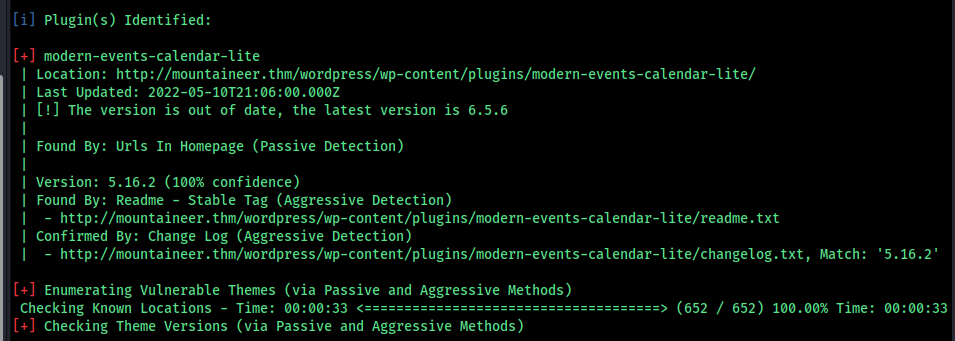 [i] Plugin(s) Identified:

[+] modern-events-calendar-lite
 | Location: http://mountaineer.thm/wordpress/wp-content/plugins/modern-events-calendar-lite/
 | Last Updated: 2022-05-10T21:06:00.000Z
 | [!] The version is out of date, the latest version is 6.5.6
 |
 | Found By: Urls In Homepage (Passive Detection)
 |
 | Version: 5.16.2 (100% confidence)
 | Found By: Readme - Stable Tag (Aggressive Detection)
 |  - http://mountaineer.thm/wordpress/wp-content/plugins/modern-events-calendar-lite/readme.txt
 | Confirmed By: Change Log (Aggressive Detection)
 |  - http://mountaineer.thm/wordpress/wp-content/plugins/modern-events-calendar-lite/changelog.txt, Match: '5.16.2'

[+] Enumerating Vulnerable Themes (via Passive and Aggressive Methods)
 Checking Known Locations - Time: 00:00:33 <=====================================> (652 / 652) 100.00% Time: 00:00:33
[+] Checking Theme Versions (via Passive and Aggressive Methods)